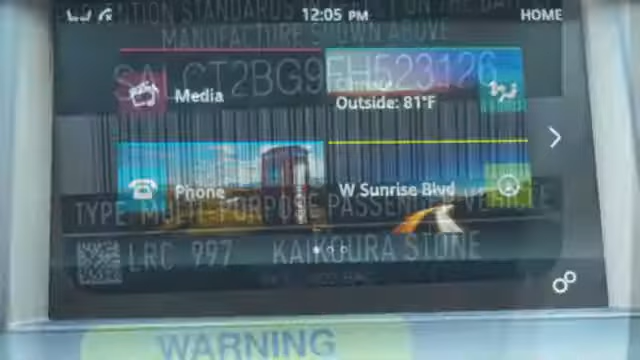 12:05 PM HOME
MANUFACTURE SHOWN ABOVE
SALCT2BG9FH523126
Media
Climate
Outside: 81°F
Phone
W Sunrise Blvd
TYPE: MULTI-PURPOSE PASSENGER VEHICLE
LRC 997 KAIKOURA STONE
WARNING